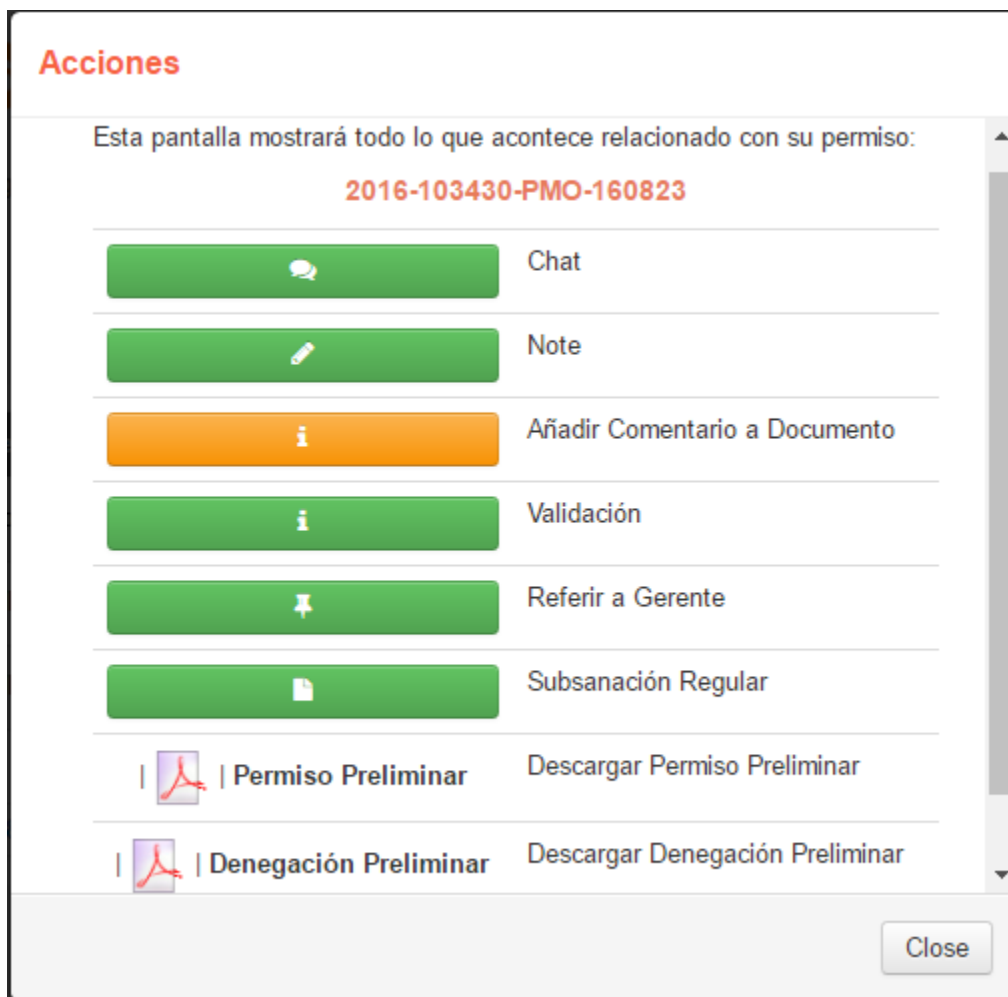 Acciones
Esta pantalla mostrará todo lo que acontece relacionado con su permiso:
2016-103430-PMO-160823
Chat
Note
Añadir Comentario a Documento
Validación
Referir a Gerente
Subsanación Regular
| | Permiso Preliminar Descargar Permiso Preliminar
| | Denegación Preliminar Descargar Denegación Preliminar
Close